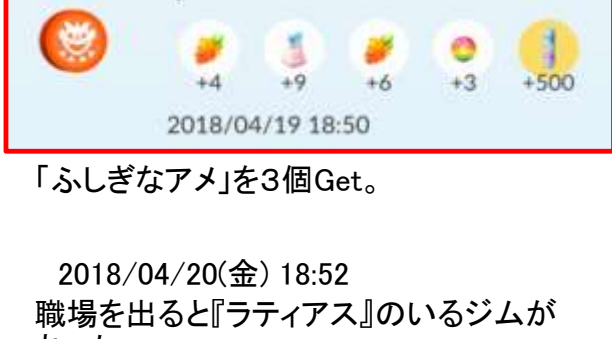 +4 +9 +6 +3 +500
2018/04/19 18:50
「ふしぎなアメ」を3個Get。
2018/04/20(金) 18:52
職場を出ると『ラティアス』のいるジムが